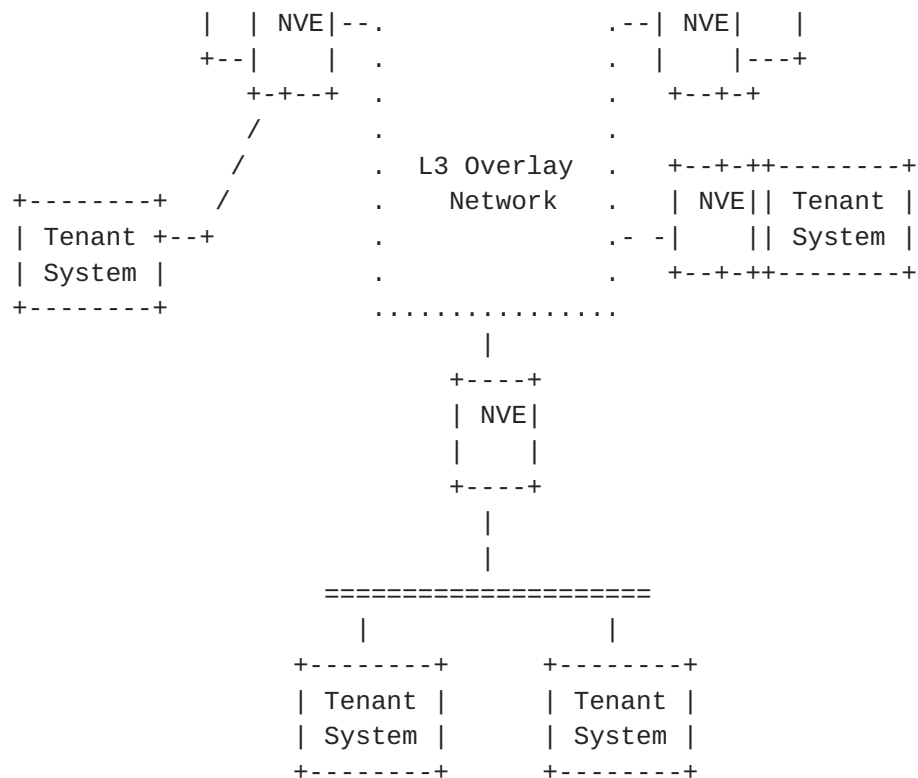 |  | NVE|--.               .--| NVE|   |
+--|    |  .               .  |    |---+
+-+--+  .               .   +--+-+
/       .               .
/        .  L3 Overlay   .   +--+-++--------+
+--------+   /         .    Network    .   | NVE|| Tenant |
| Tenant +--+          .               .- -|    || System |
| System |             .               .   +--+-++--------+
+--------+             ................
|
+----+
| NVE|
|    |
+----+
|
|
=====================
|               |
+--------+      +--------+
| Tenant |      | Tenant |
| System |      | System |
+--------+      +--------+